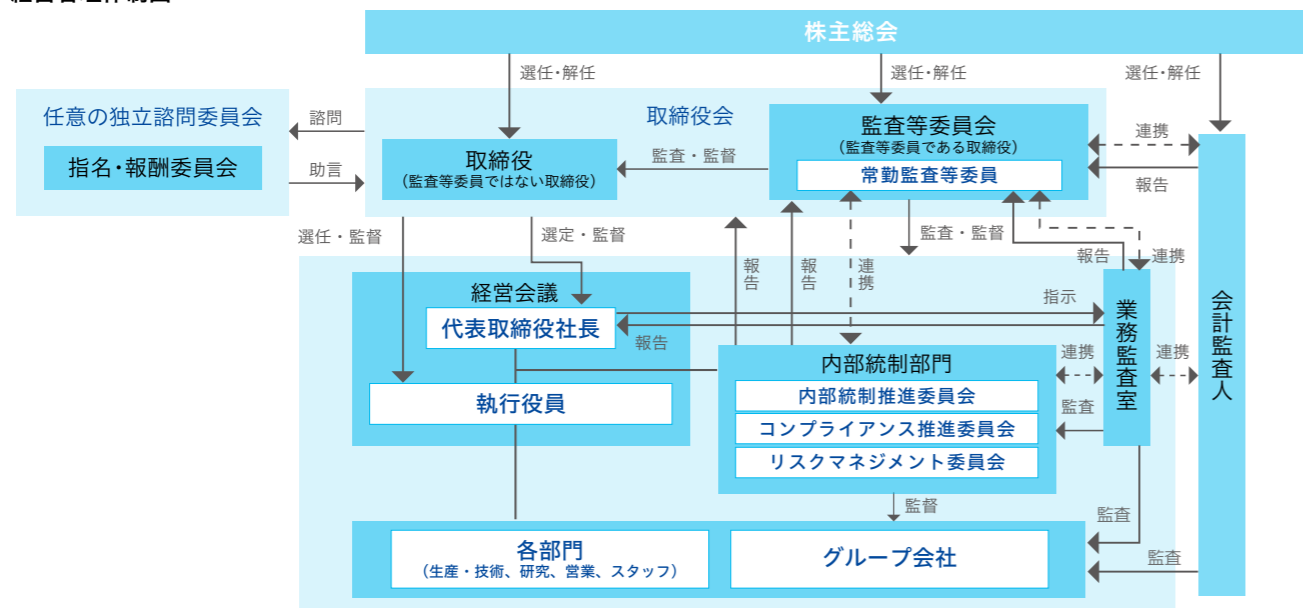 株主総会
選任・解任
選任・解任
選任・解任
任意の独立諮問委員会
指名・報酬委員会
諮問
助言
取締役会
取締役
（監査等委員ではない取締役）
監査・監督
監査等委員会
（監査等委員である取締役）
常勤監査等委員
連携
報告
選任・監督
選定・監督
報告
報告
連携
監査・監督
報告
連携
経営会議
代表取締役社長
執行役員
指示
報告
内部統制部門
内部統制推進委員会
コンプライアンス推進委員会
リスクマネジメント委員会
連携
監査
業務監査室
連携
会計監査人
監督
監査
監査
各部門
（生産・技術、研究、営業、スタッフ）
グループ会社